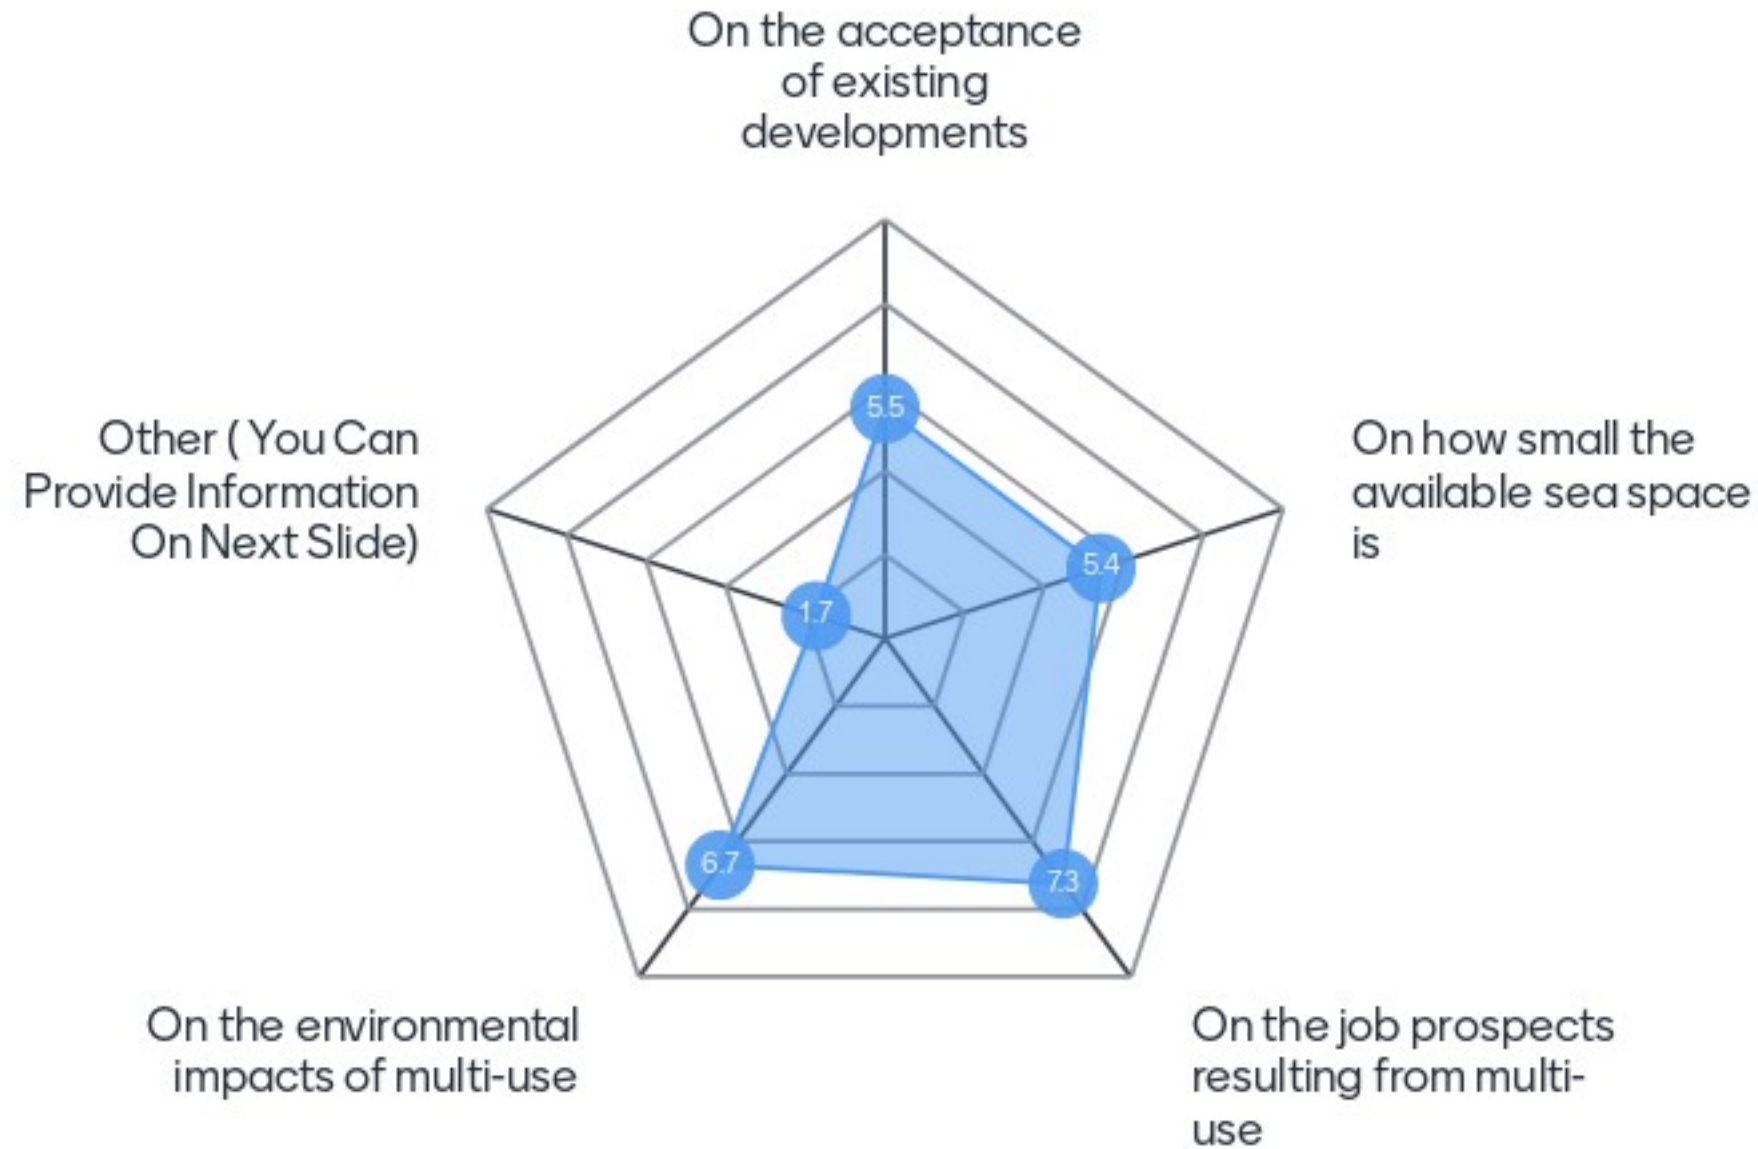 On the acceptance
of existing
developments
5.5
Other ( You Can
Provide Information
On Next Slide)
On how small the
available sea space
is
5.4
1.7
6.7
7.3
On the environmental
impacts of multi-use
On the job prospects
resulting from multi-
use